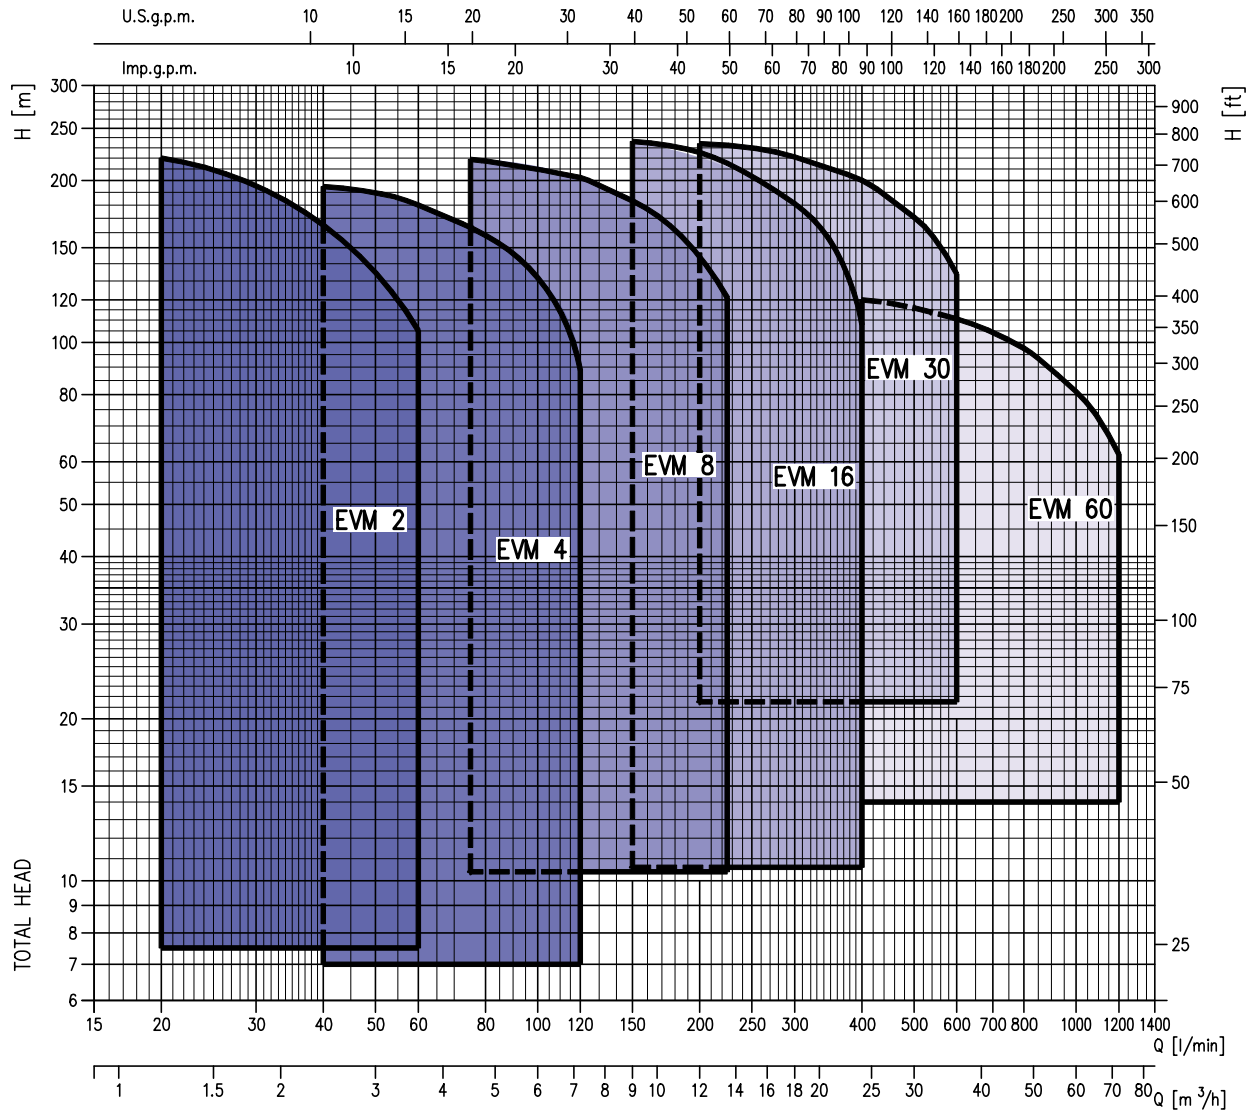 U.S.g.p.m. 10 15 20 30 40 50 60 70 80 90 100 120 140 160 180 200 250 300 350
Imp.g.p.m. 10 15 20 30 40 50 60 70 80 90 100 120 140 160 180 200 250 300
H [m]
H [ft]
300
900
250
800
700
200
600
150
500
120
400
350
100
300
EVM 30
80
250
60
200
EVM 8
EVM 16
50
EVM 60
EVM 2
150
EVM 4
40
30
100
75
20
15
50
10
9
8
25
7
6
TOTAL HEAD
15 20 30 40 50 60 80 100 120 150 200 250 300 400 500 600 700 800 1000 1200 1400
Q [l/min]
1 1.5 2 3 4 5 6 7 8 9 10 12 14 16 18 20 25 30 40 50 60 70 80
Q [m³/h]